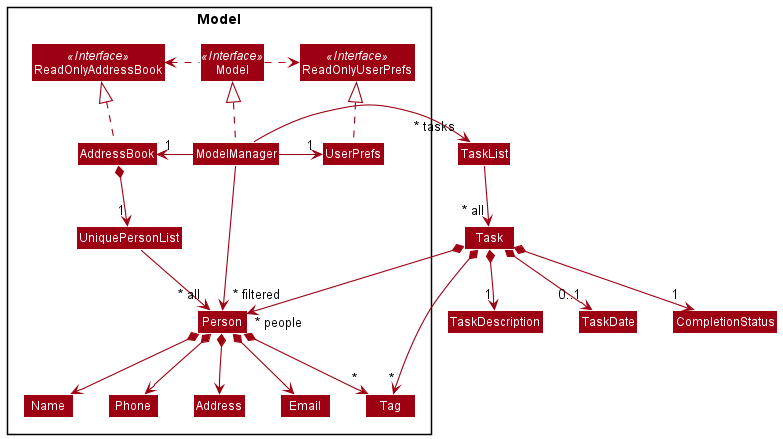 Model
«Interface»
ReadOnlyAddressBook
«Interface»
Model
«Interface»
ReadOnlyUserPrefs
* tasks
AddressBook
1
ModelManager
1
UserPrefs
TaskList
1
* all
UniquePersonList
Task
* all
* filtered
1
0..1
1
Person
* people
TaskDescription
TaskDate
CompletionStatus
*
*
Name
Phone
Address
Email
Tag